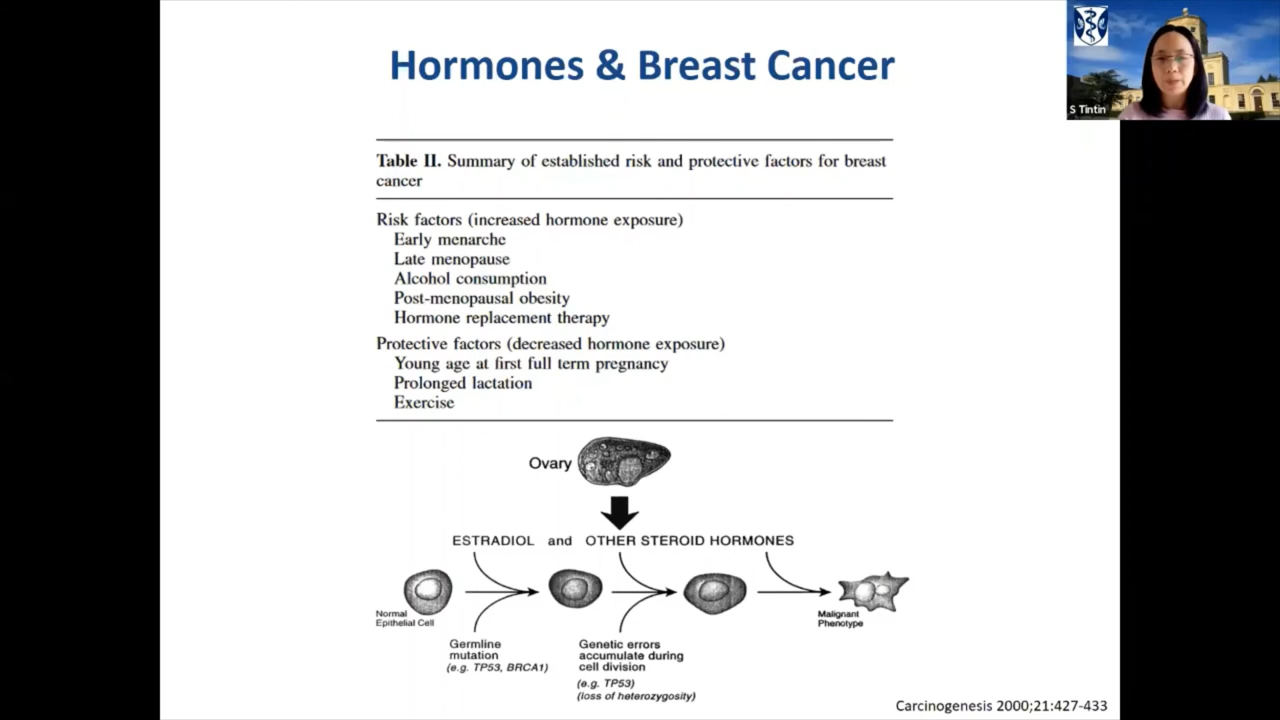 Hormones & Breast Cancer
S Tintin
Table II. Summary of established risk and protective factors for breast
cancer
Risk factors (increased hormone exposure)
Early menarche
Late menopause
Alcohol consumption
Post-menopausal obesity
Hormone replacement therapy
Protective factors (decreased hormone exposure)
Young age at first full term pregnancy
Prolonged lactation
Exercise
Ovary
ESTRADIOL and OTHER STEROID HORMONES
Normal
Epithelial Cell
Germline
mutation
(e.g. TP53, BRCA1)
Genetic errors
accumulate during
cell division
(e.g. TP53)
(loss of heterozygosity)
Malignant
Phenotype
Carcinogenesis 2000;21:427-433